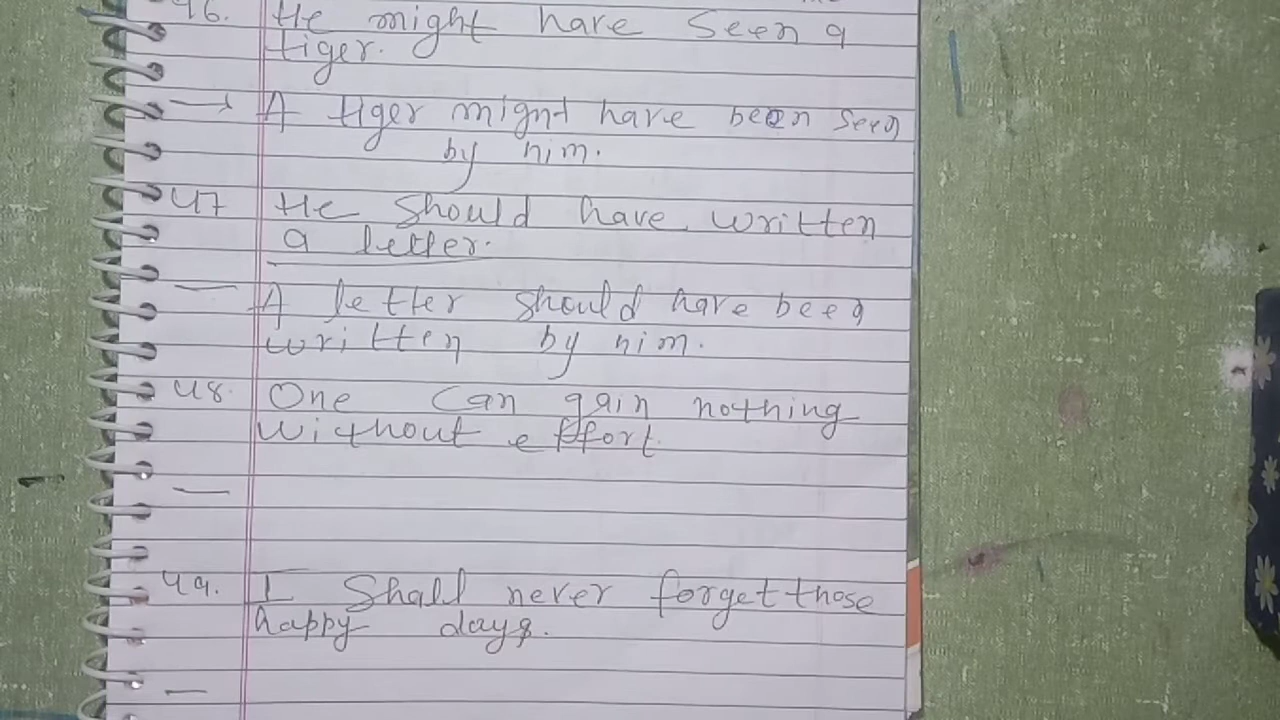 46. He might have seen a
tiger.
→ A tiger might have been seen
by him.
47 He should have written
a letter.
— A letter should have been
written by him.
48. One can gain nothing
without effort.
—
49. I shall never forget those
happy days.
—